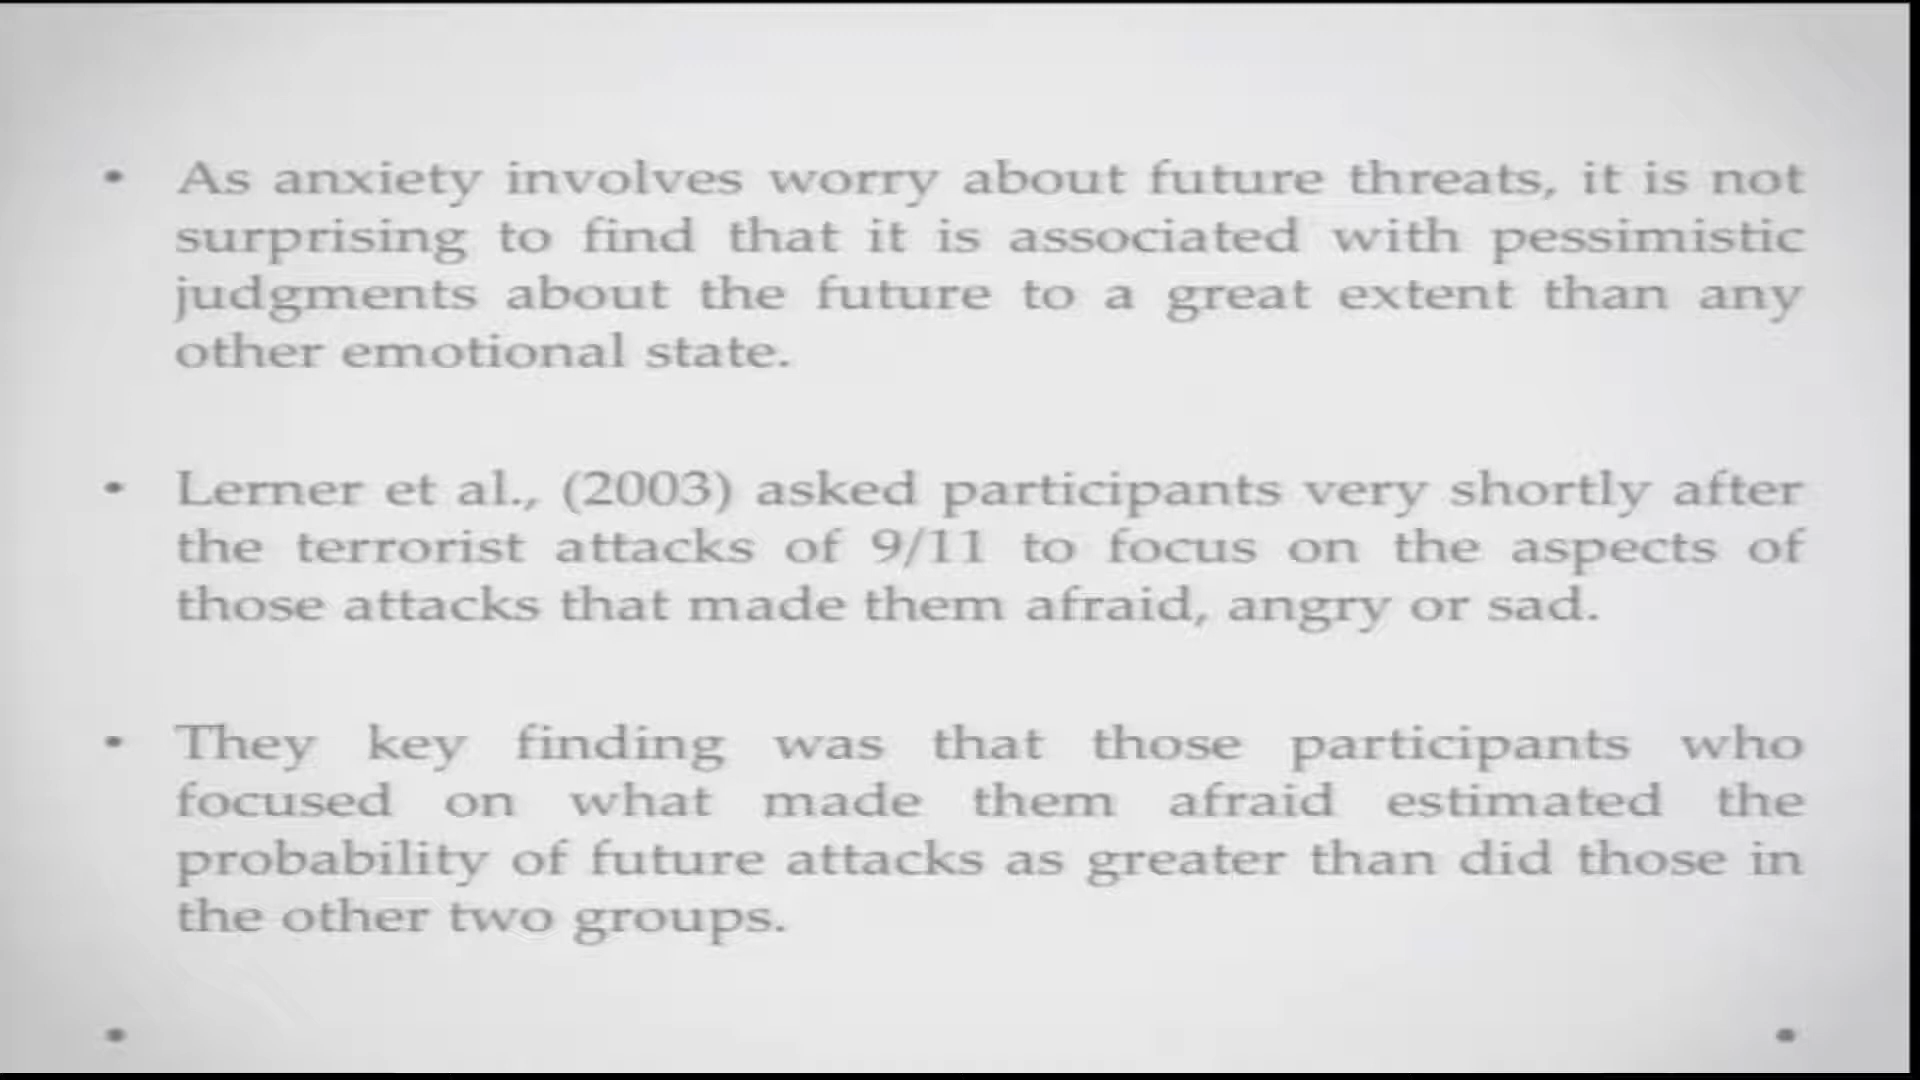 • As anxiety involves worry about future threats, it is not
surprising to find that it is associated with pessimistic
judgments about the future to a great extent than any
other emotional state.
• Lerner et al., (2003) asked participants very shortly after
the terrorist attacks of 9/11 to focus on the aspects of
those attacks that made them afraid, angry or sad.
• They key finding was that those participants who
focused on what made them afraid estimated the
probability of future attacks as greater than did those in
the other two groups.